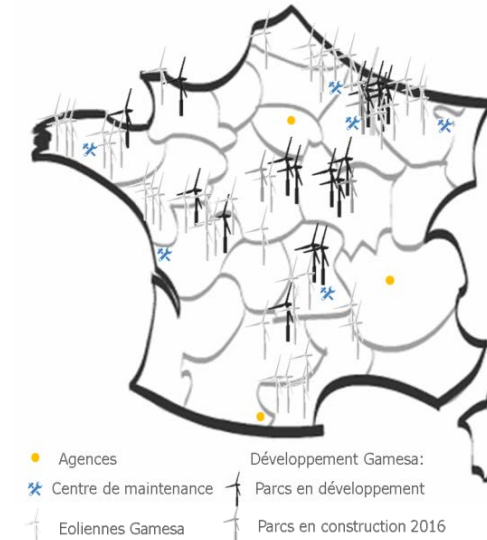 Agences
Développement Gamesa:
Centre de maintenance
Parcs en développement
Eoliennes Gamesa
Parcs en construction 2016